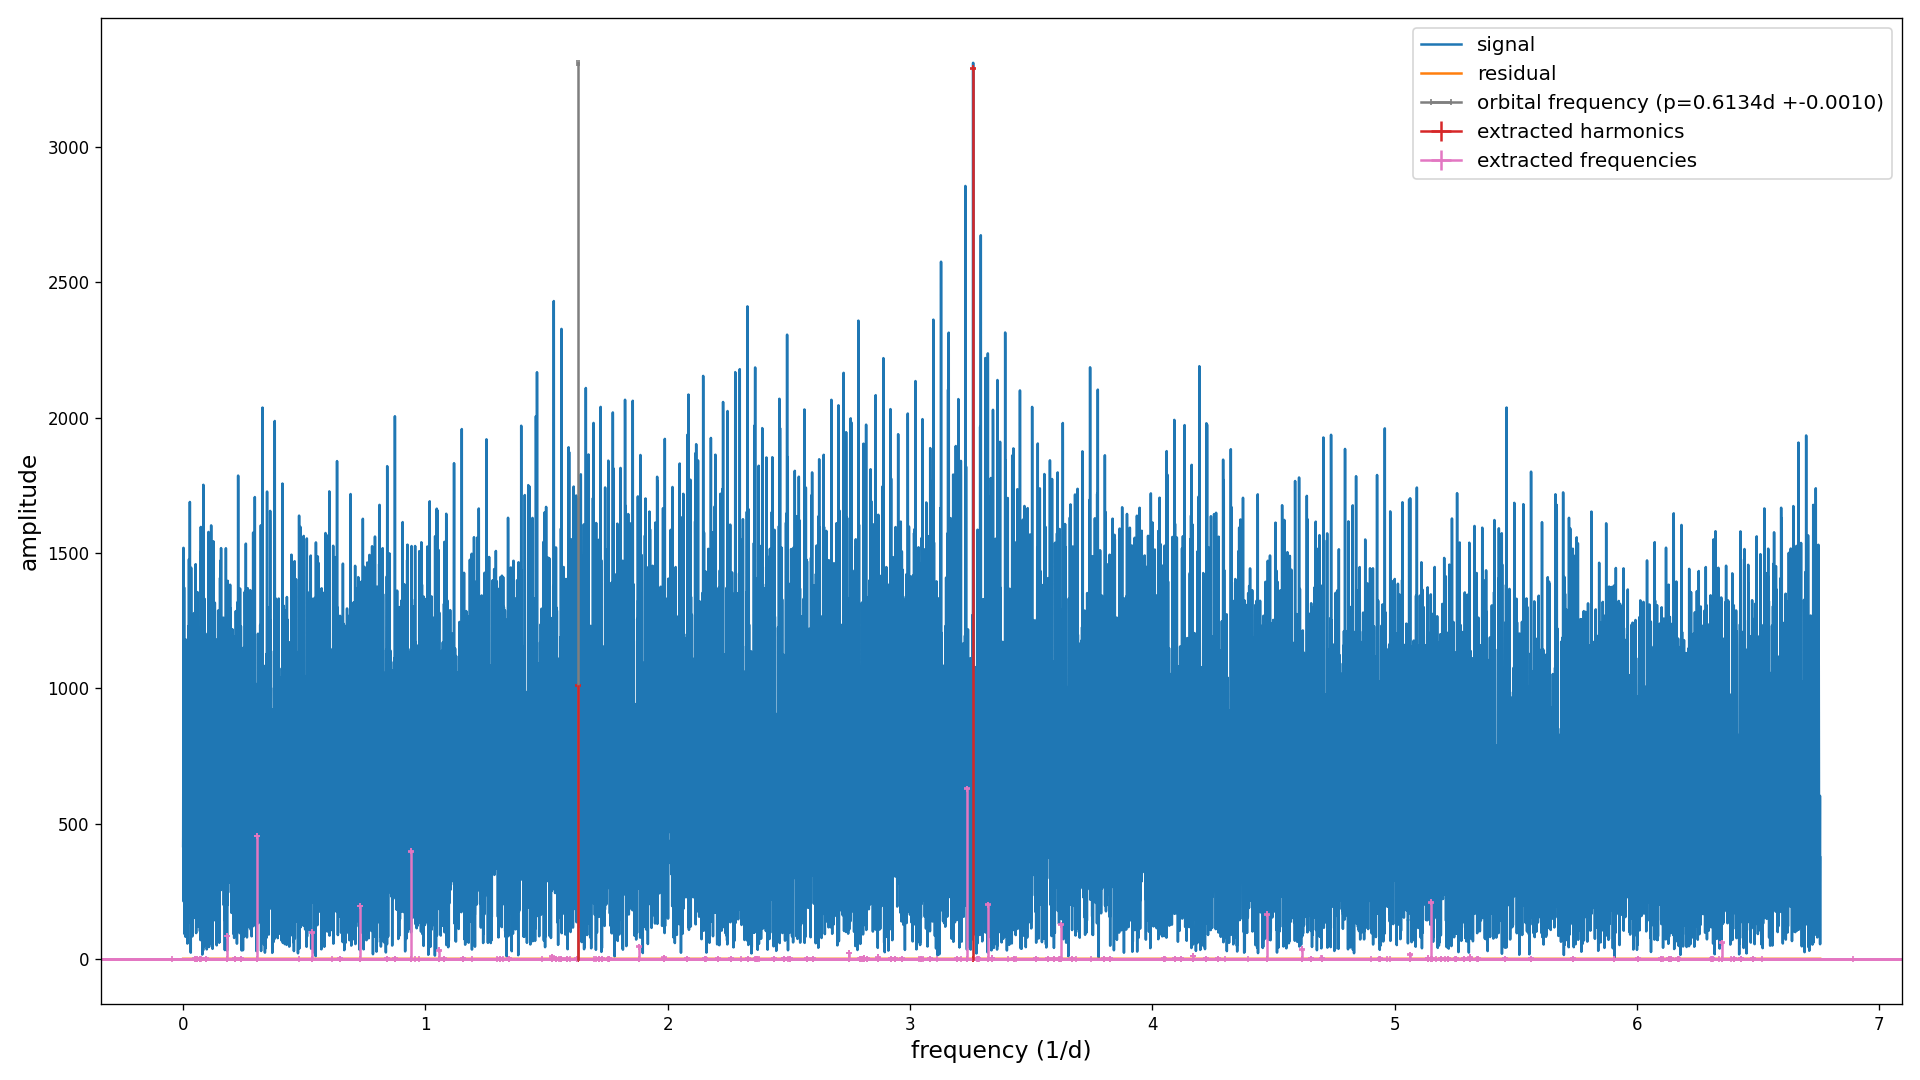 signal
residual
orbital frequency (p=0.6134d +-0.0010)
extracted harmonics
extracted frequencies
3000
2500
2000
1500
1000
500
0
amplitude
0 1 2 3 4 5 6 7
frequency (1/d)